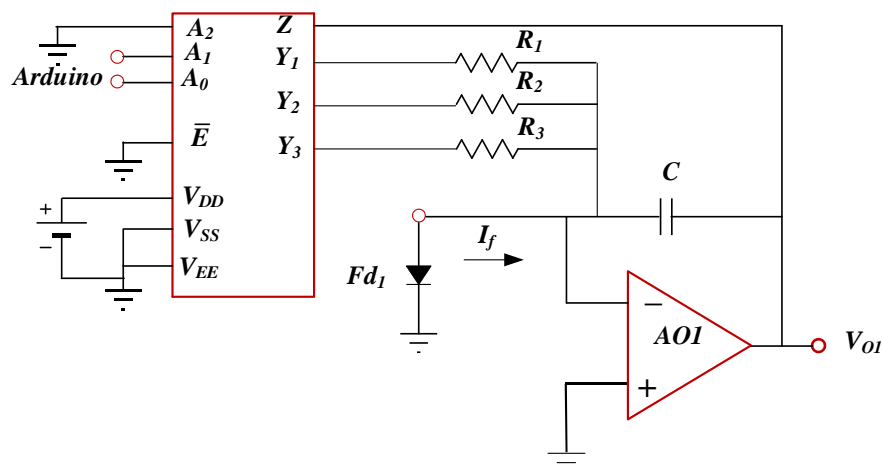 A2
A1
Arduino
A0
E̅
VDD
VSS
VEE
+
−
Z
Y1
Y2
Y3
R1
R2
R3
C
If
Fd1
−
AO1
+
VO1